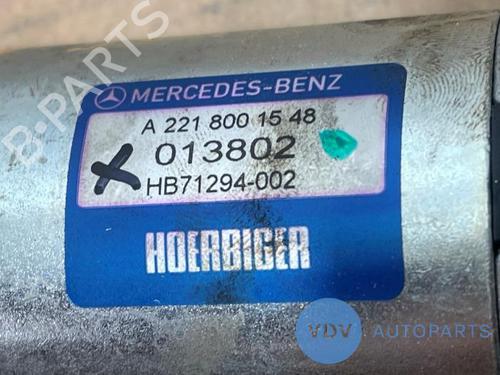 B-PARTS
MERCEDES-BENZ
A 221 800 15 48
013802
HB71294-002
HOERBIGER
VDV AUTOPARTS